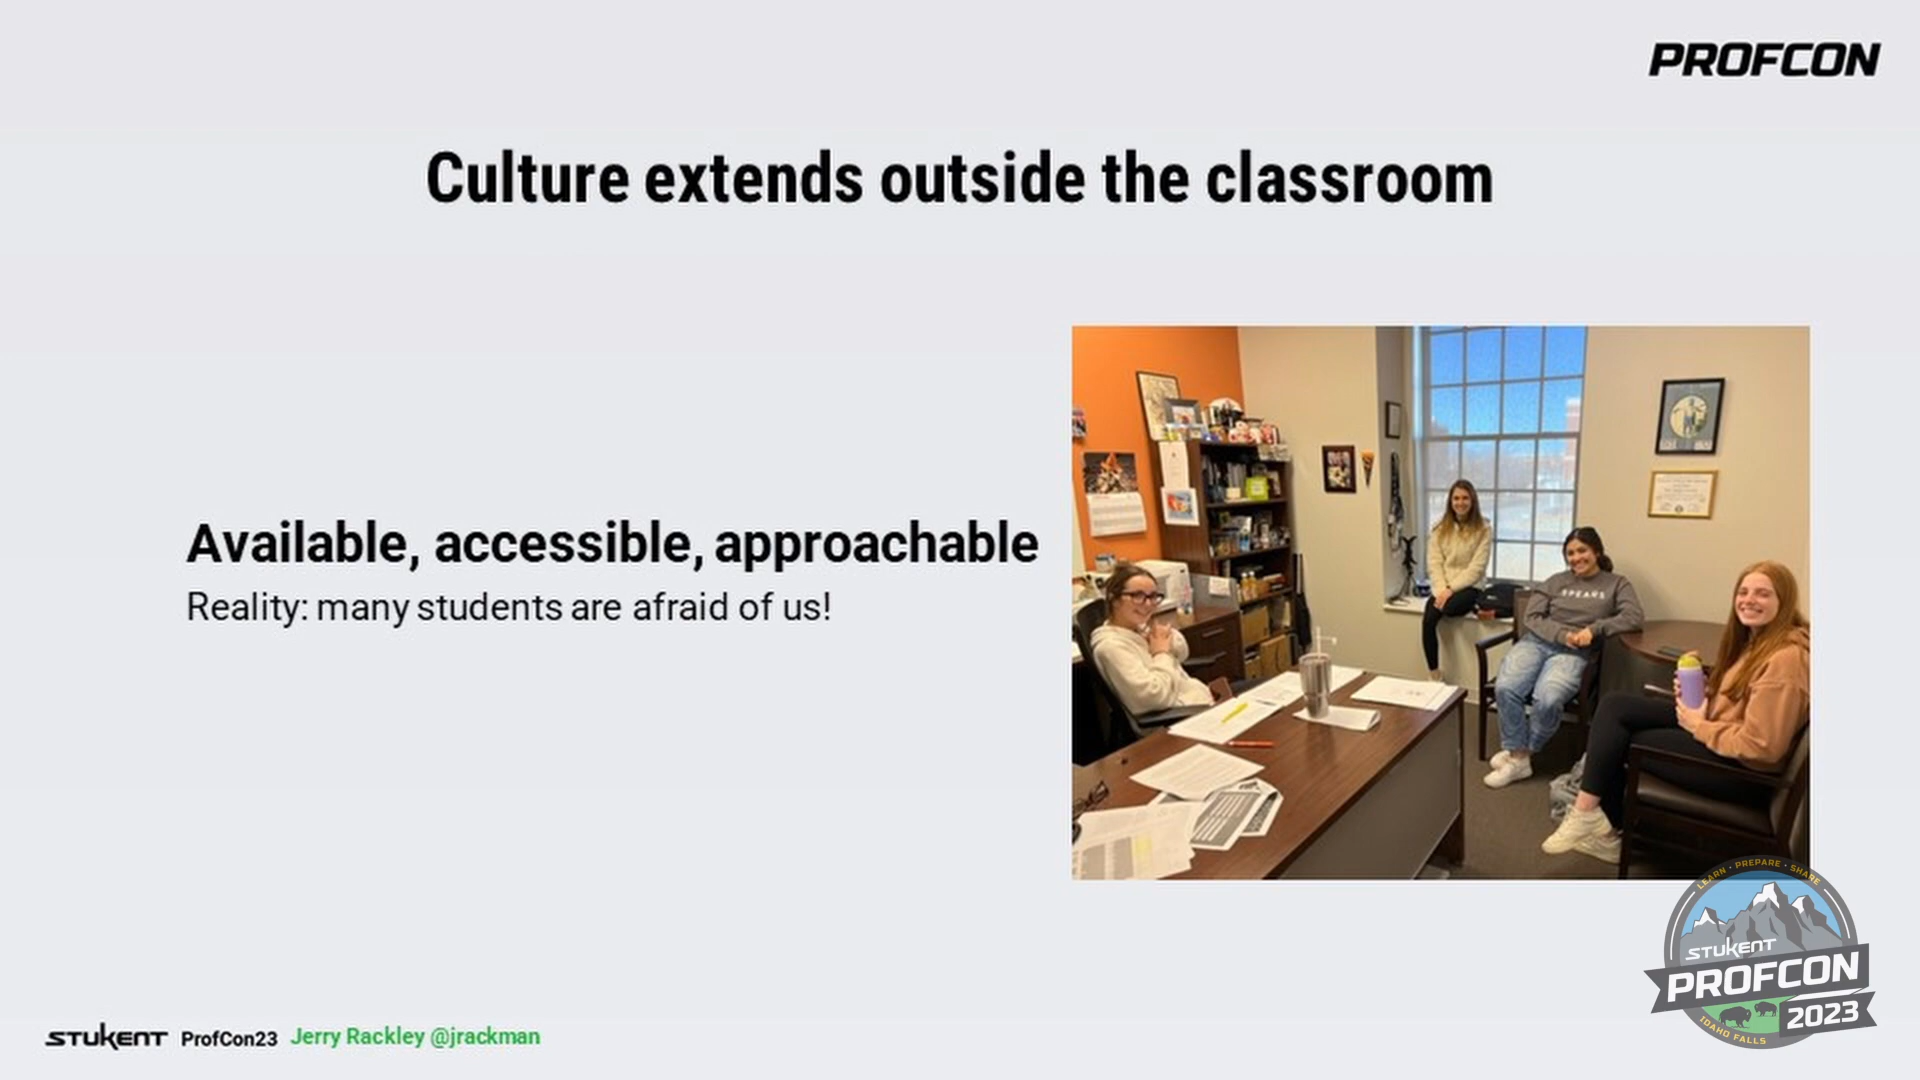 PROFCON
Culture extends outside the classroom
Available, accessible, approachable
Reality: many students are afraid of us!
SPEARS
LEARN • PREPARE • SHARE
STUKENT
PROFCON
2023
IDAHO FALLS
STUKENT ProfCon23 Jerry Rackley @jrackman